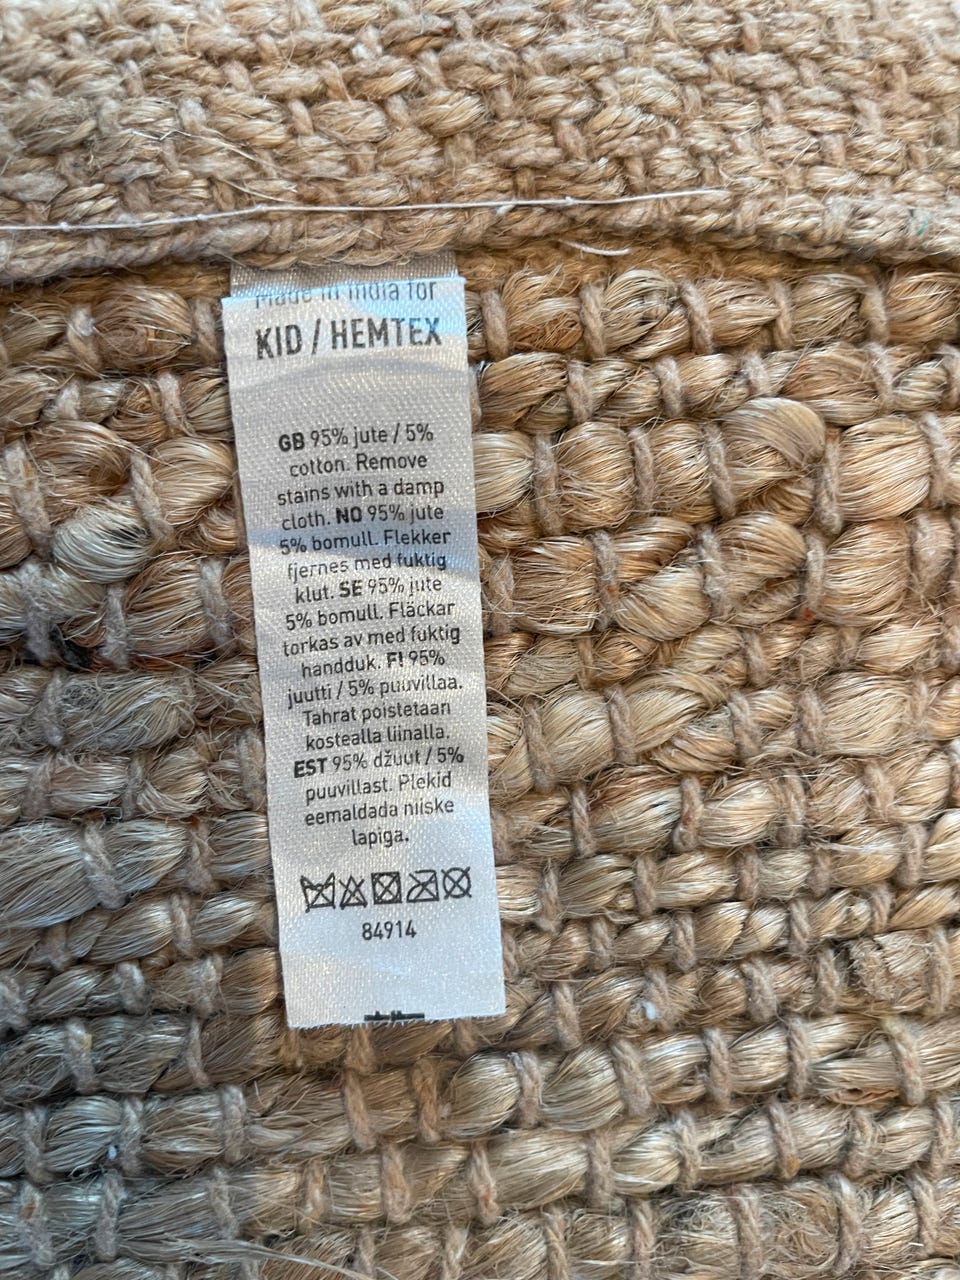 Made in India for
KID / HEMTEX
GB 95% jute / 5%
cotton. Remove
stains with a damp
cloth. NO 95% jute
5% bomull. Flekker
fjernes med fuktig
klut. SE 95% jute
5% bomull. Fläckar
torkas av med fuktig
handduk. FI 95%
juutti / 5% puuvillaa.
Tahrat poistetaan
kostealla liinalla.
EST 95% džuut / 5%
puuvillast. Plekid
eemaldada niiske
lapiga.
84914